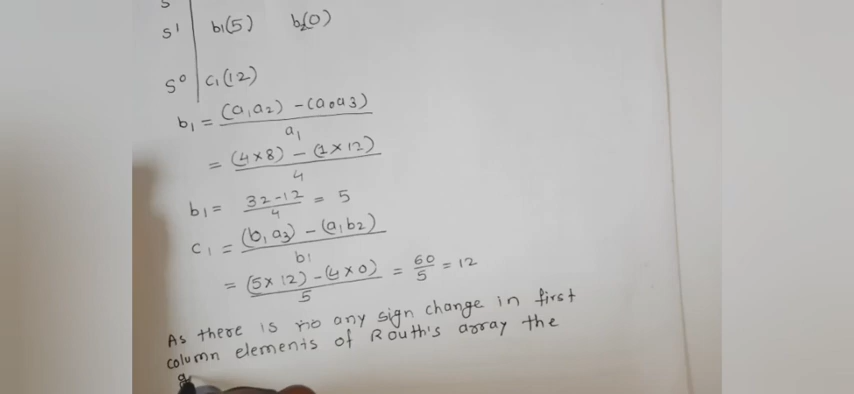 S
S¹ b₁(5) b₂(0)
S⁰ C₁(12)
b₁ = (a₁a₂) - (a₀a₃) / a₁
= (4×8) - (1×12) / 4
b₁ = 32-12 / 4 = 5
C₁ = (b₁a₃) - (a₁b₂) / b₁
= (5×12) - (4×0) / 5 = 60/5 = 12
As there is no any sign change in first
column elements of Routh's array the